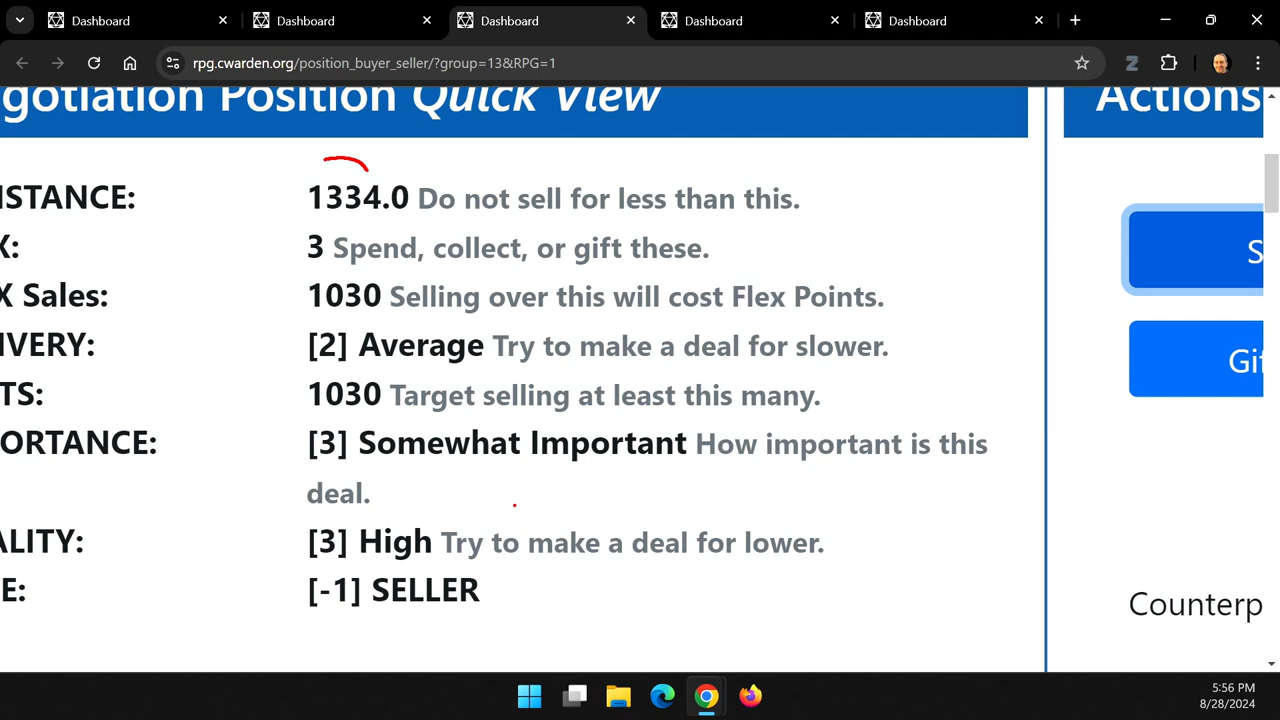 Dashboard Dashboard Dashboard Dashboard Dashboard
rpg.cwarden.org/position_buyer_seller/?group=13&RPG=1
gotiation Position Quick View
Actions
ISTANCE: 1334.0 Do not sell for less than this.
X: 3 Spend, collect, or gift these.
S
X Sales: 1030 Selling over this will cost Flex Points.
IVERY: [2] Average Try to make a deal for slower.
Gi
TS: 1030 Target selling at least this many.
ORTANCE: [3] Somewhat Important How important is this
deal.
ALITY: [3] High Try to make a deal for lower.
E: [-1] SELLER
Counterp
5:56 PM
8/28/2024